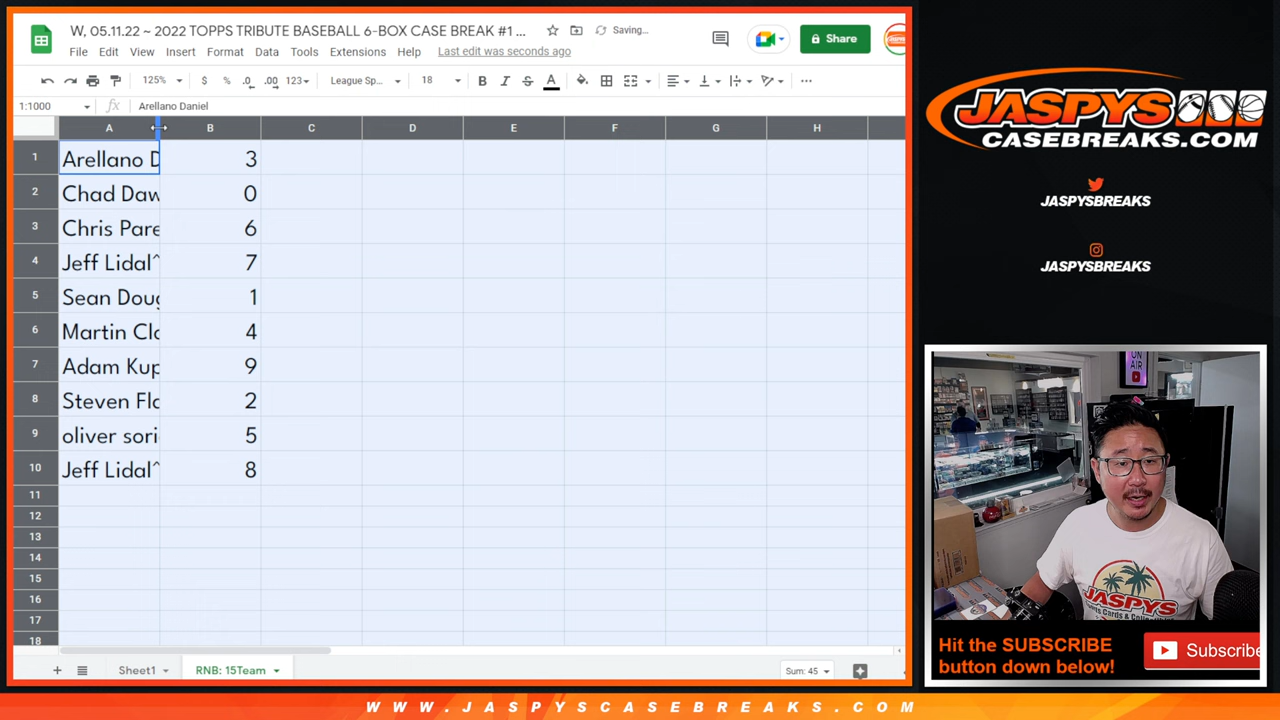 W, 05.11.22 ~ 2022 TOPPS TRIBUTE BASEBALL 6-BOX CASE BREAK #1 ...
Saving...
Share
File Edit View Insert Format Data Tools Extensions Help Last edit was seconds ago
125% $ % .0 .00 123 League Sp... 18 B I S A
1:1000 fx Arellano Daniel
A B C D E F G H
1 Arellano D 3
2 Chad Daw 0
3 Chris Pare 6
4 Jeff Lidal^ 7
5 Sean Doug 1
6 Martin Cla 4
7 Adam Kup 9
8 Steven Fla 2
9 oliver sori 5
10 Jeff Lidal^ 8
11
12
13
14
15
16
17
18
Sheet1 RNB: 15Team Sum: 45
JASPYS
CASEBREAKS.COM
JASPYSBREAKS
JASPYSBREAKS
ON
AIR
JASPYS
Hit the SUBSCRIBE
button down below!
Subscribe
WWW.JASPYSCASEBREAKS.COM